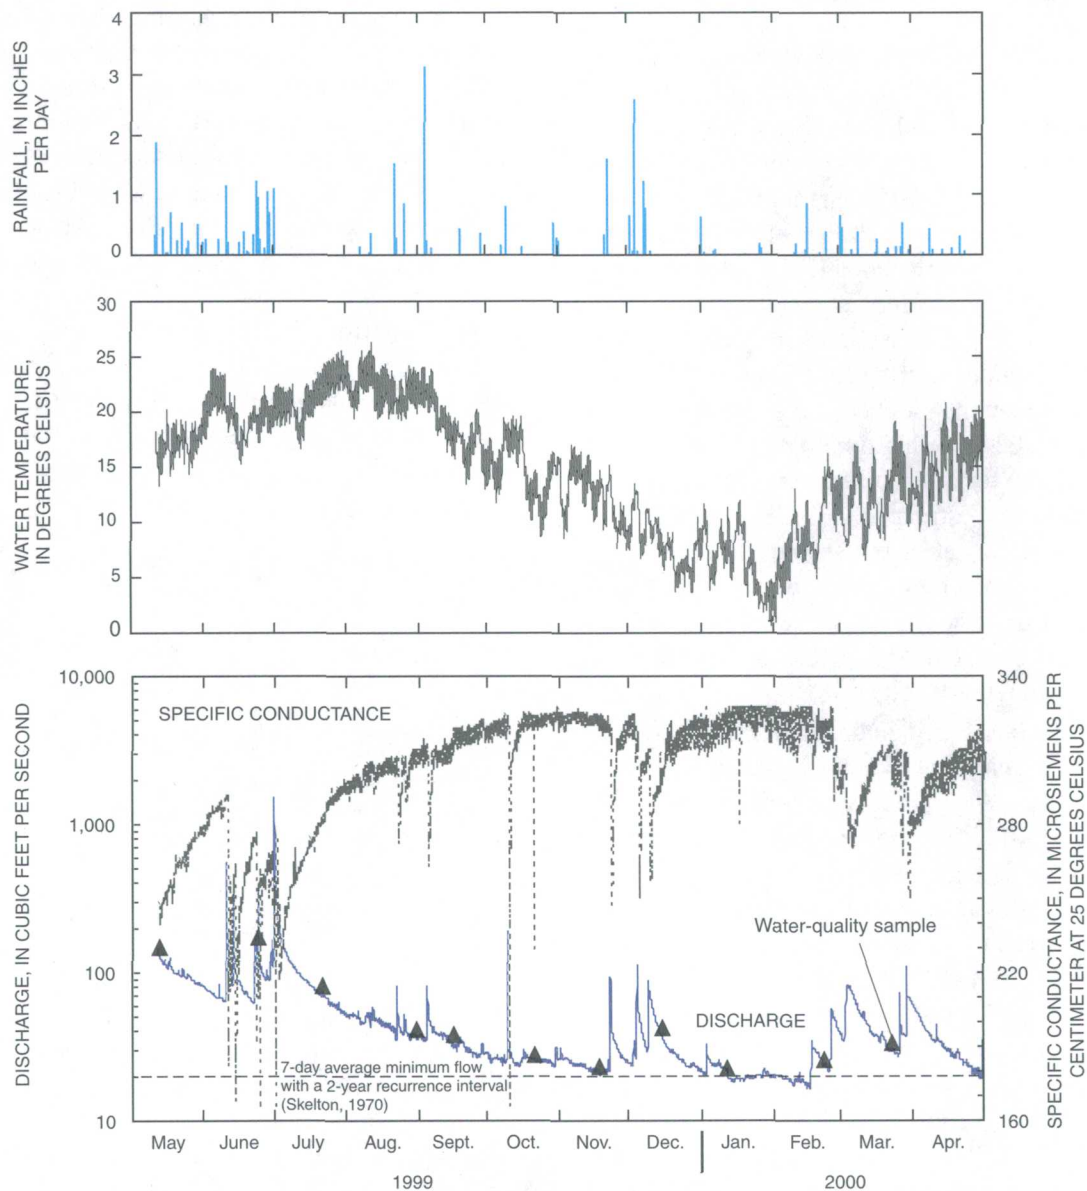 RAINFALL, IN INCHES
PER DAY
4
3
2
1
0
WATER TEMPERATURE,
IN DEGREES CELSIUS
30
25
20
15
10
5
0
DISCHARGE, IN CUBIC FEET PER SECOND
10,000
1,000
100
10
SPECIFIC CONDUCTANCE
Water-quality sample
DISCHARGE
7-day average minimum flow
with a 2-year recurrence interval
(Skelton, 1970)
340
280
220
160
SPECIFIC CONDUCTANCE, IN MICROSIEMENS PER
CENTIMETER AT 25 DEGREES CELSIUS
May June July Aug. Sept. Oct. Nov. Dec. Jan. Feb. Mar. Apr.
1999 2000